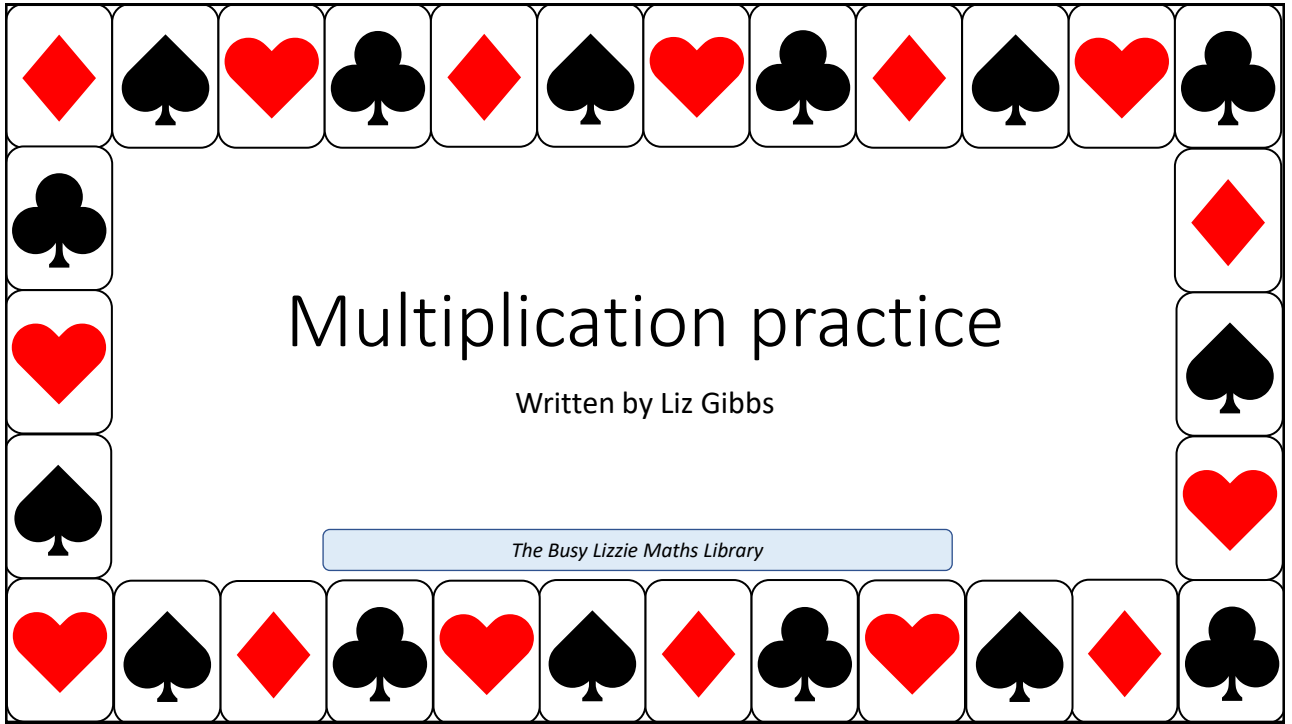 Multiplication practice
Written by Liz Gibbs
The Busy Lizzie Maths Library